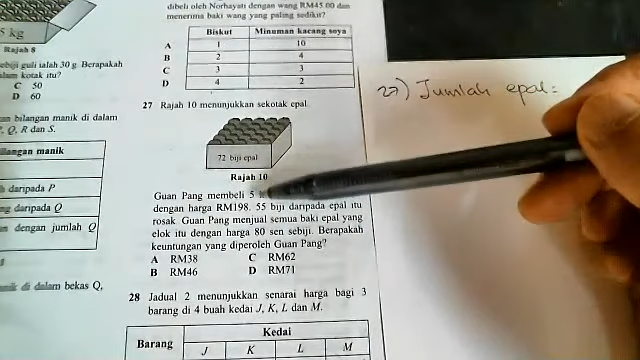 5 kg
Rajah 8
ebiji guli ialah 30 g. Berapakah
dalam kotak itu?
C 50
D 60
an bilangan manik di dalam
P, Q, R dan S.
Bilangan manik
daripada P
daripada Q
dengan jumlah Q
di dalam bekas Q,
dibeli oleh Norhayati dengan wang RM45.00 dan
menerima baki wang yang paling sedikit?
Biskut Minuman kacang soya
A 1 10
B 2 4
C 3 3
D 4 2
27 Rajah 10 menunjukkan sekotak epal.
72 biji epal
Rajah 10
Guan Pang membeli 5
dengan harga RM198. 55 biji daripada epal itu
rosak. Guan Pang menjual semua baki epal yang
elok itu dengan harga 80 sen sebiji. Berapakah
keuntungan yang diperoleh Guan Pang?
A RM38 C RM62
B RM46 D RM71
28 Jadual 2 menunjukkan senarai harga bagi 3
barang di 4 buah kedai J, K, L dan M.
Barang Kedai
J K L M
27) Jumlah epal: